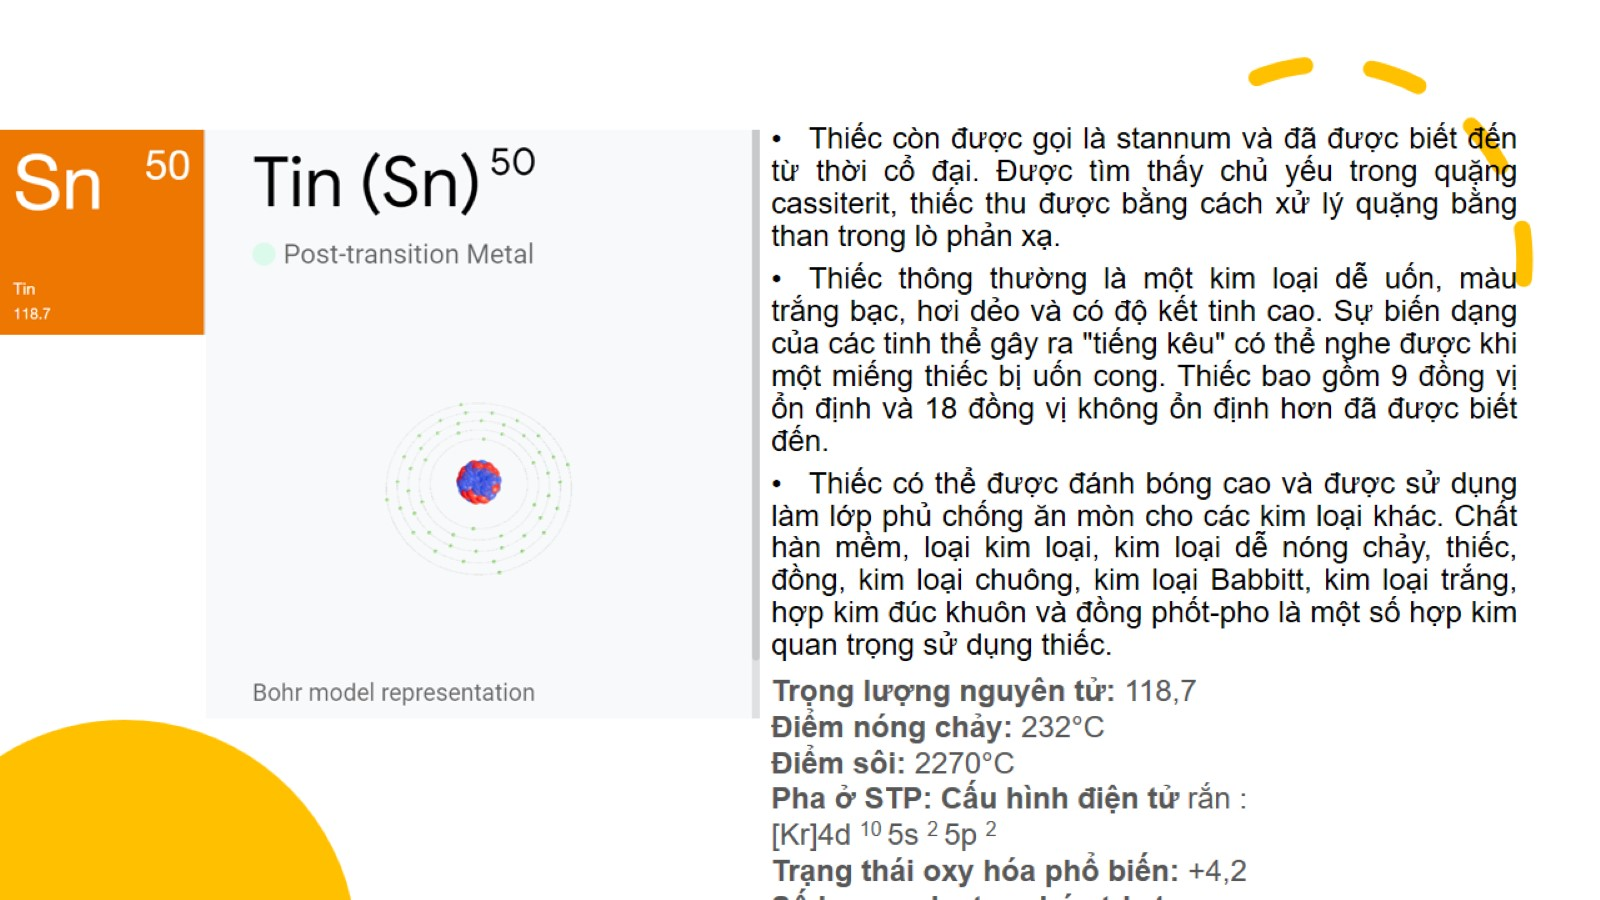 Sn 50
Tin
118.7
Tin (Sn) 50
Post-transition Metal
Bohr model representation
• Thiếc còn được gọi là stannum và đã được biết đến
từ thời cổ đại. Được tìm thấy chủ yếu trong quặng
cassiterit, thiếc thu được bằng cách xử lý quặng bằng
than trong lò phản xạ.
• Thiếc thông thường là một kim loại dễ uốn, màu
trắng bạc, hơi dẻo và có độ kết tinh cao. Sự biến dạng
của các tinh thể gây ra "tiếng kêu" có thể nghe được khi
một miếng thiếc bị uốn cong. Thiếc bao gồm 9 đồng vị
ổn định và 18 đồng vị không ổn định hơn đã được biết
đến.
• Thiếc có thể được đánh bóng cao và được sử dụng
làm lớp phủ chống ăn mòn cho các kim loại khác. Chất
hàn mềm, loại kim loại, kim loại dễ nóng chảy, thiếc,
đồng, kim loại chuông, kim loại Babbitt, kim loại trắng,
hợp kim đúc khuôn và đồng phốt-pho là một số hợp kim
quan trọng sử dụng thiếc.
Trọng lượng nguyên tử: 118,7
Điểm nóng chảy: 232°C
Điểm sôi: 2270°C
Pha ở STP: Cấu hình điện tử rắn :
[Kr]4d 10 5s 2 5p 2
Trạng thái oxy hóa phổ biến: +4,2